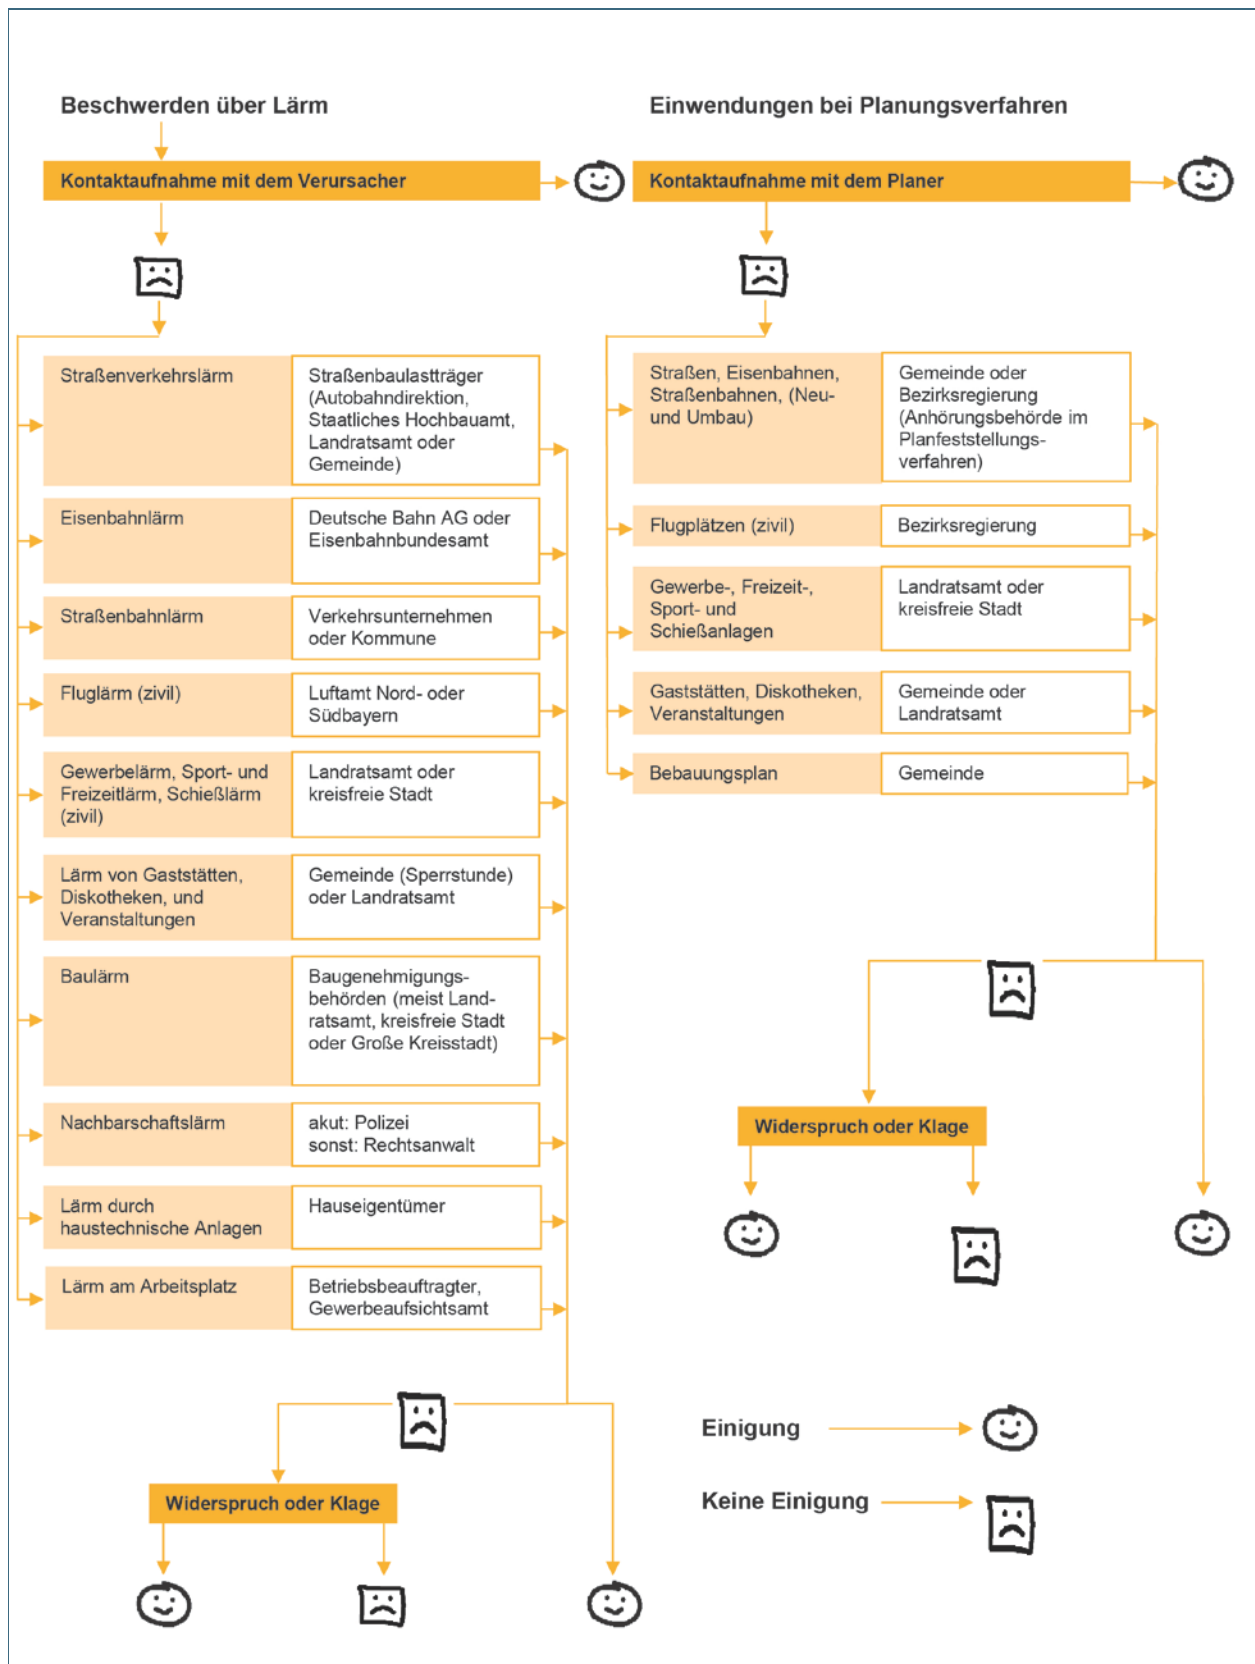 Beschwerden über Lärm
Kontaktaufnahme mit dem Verursacher
Straßenverkehrslärm
Straßenbaulastträger
(Autobahndirektion,
Staatliches Hochbauamt,
Landratsamt oder
Gemeinde)
Eisenbahnlärm
Deutsche Bahn AG oder
Eisenbahnbundesamt
Straßenbahnlärm
Verkehrsunternehmen
oder Kommune
Fluglärm (zivil)
Luftamt Nord- oder
Südbayern
Gewerbelärm, Sport- und
Freizeitlärm, Schießlärm
(zivil)
Landratsamt oder
kreisfreie Stadt
Lärm von Gaststätten,
Diskotheken, und
Veranstaltungen
Gemeinde (Sperrstunde)
oder Landratsamt
Baulärm
Baugenehmigungs-
behörden (meist Land-
ratsamt, kreisfreie Stadt
oder Große Kreisstadt)
Nachbarschaftslärm
akut: Polizei
sonst: Rechtsanwalt
Lärm durch
haustechnische Anlagen
Hauseigentümer
Lärm am Arbeitsplatz
Betriebsbeauftragter,
Gewerbeaufsichtsamt
Widerspruch oder Klage
Einwendungen bei Planungsverfahren
Kontaktaufnahme mit dem Planer
Straßen, Eisenbahnen,
Straßenbahnen, (Neu-
und Umbau)
Gemeinde oder
Bezirksregierung
(Anhörungsbehörde im
Planfeststellungs-
verfahren)
Flugplätzen (zivil)
Bezirksregierung
Gewerbe-, Freizeit-,
Sport- und
Schießanlagen
Landratsamt oder
kreisfreie Stadt
Gaststätten, Diskotheken,
Veranstaltungen
Gemeinde oder
Landratsamt
Bebauungsplan
Gemeinde
Widerspruch oder Klage
Einigung
Keine Einigung